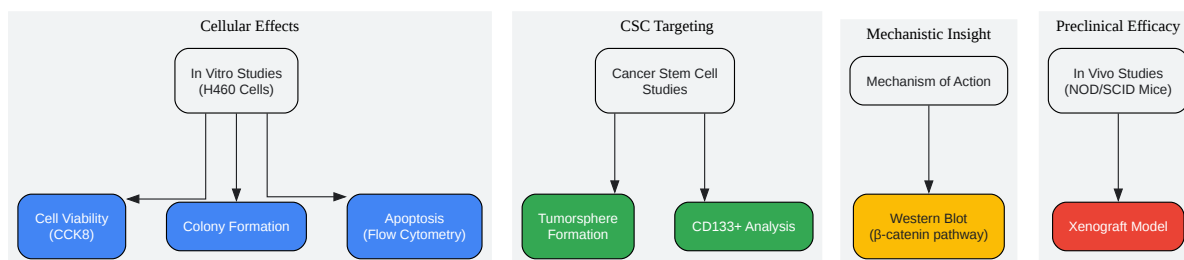 Cellular Effects
In Vitro Studies
(H460 Cells)
Cell Viability
(CCK8)
Colony Formation
Apoptosis
(Flow Cytometry)
CSC Targeting
Cancer Stem Cell
Studies
Tumorsphere
Formation
CD133+ Analysis
Mechanistic Insight
Mechanism of Action
Western Blot
(β-catenin pathway)
Preclinical Efficacy
In Vivo Studies
(NOD/SCID Mice)
Xenograft Model